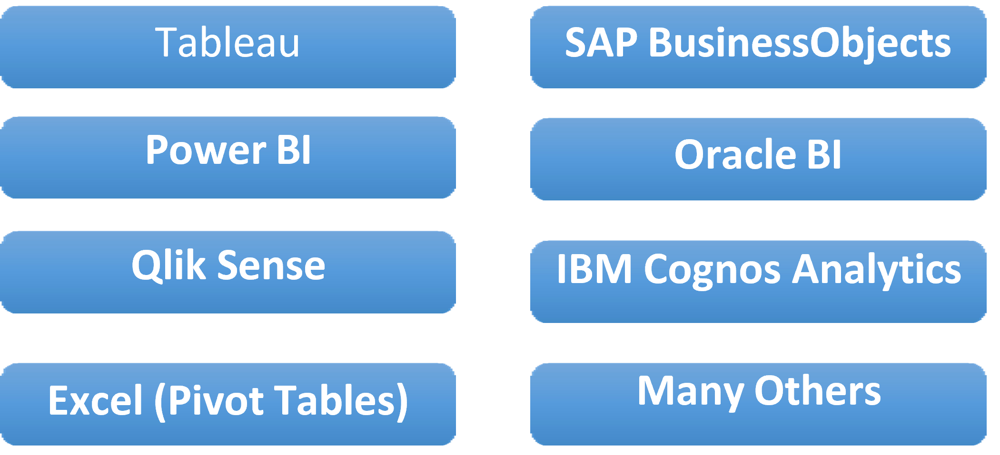 Tableau
SAP BusinessObjects
Power BI
Oracle BI
Qlik Sense
IBM Cognos Analytics
Excel (Pivot Tables)
Many Others